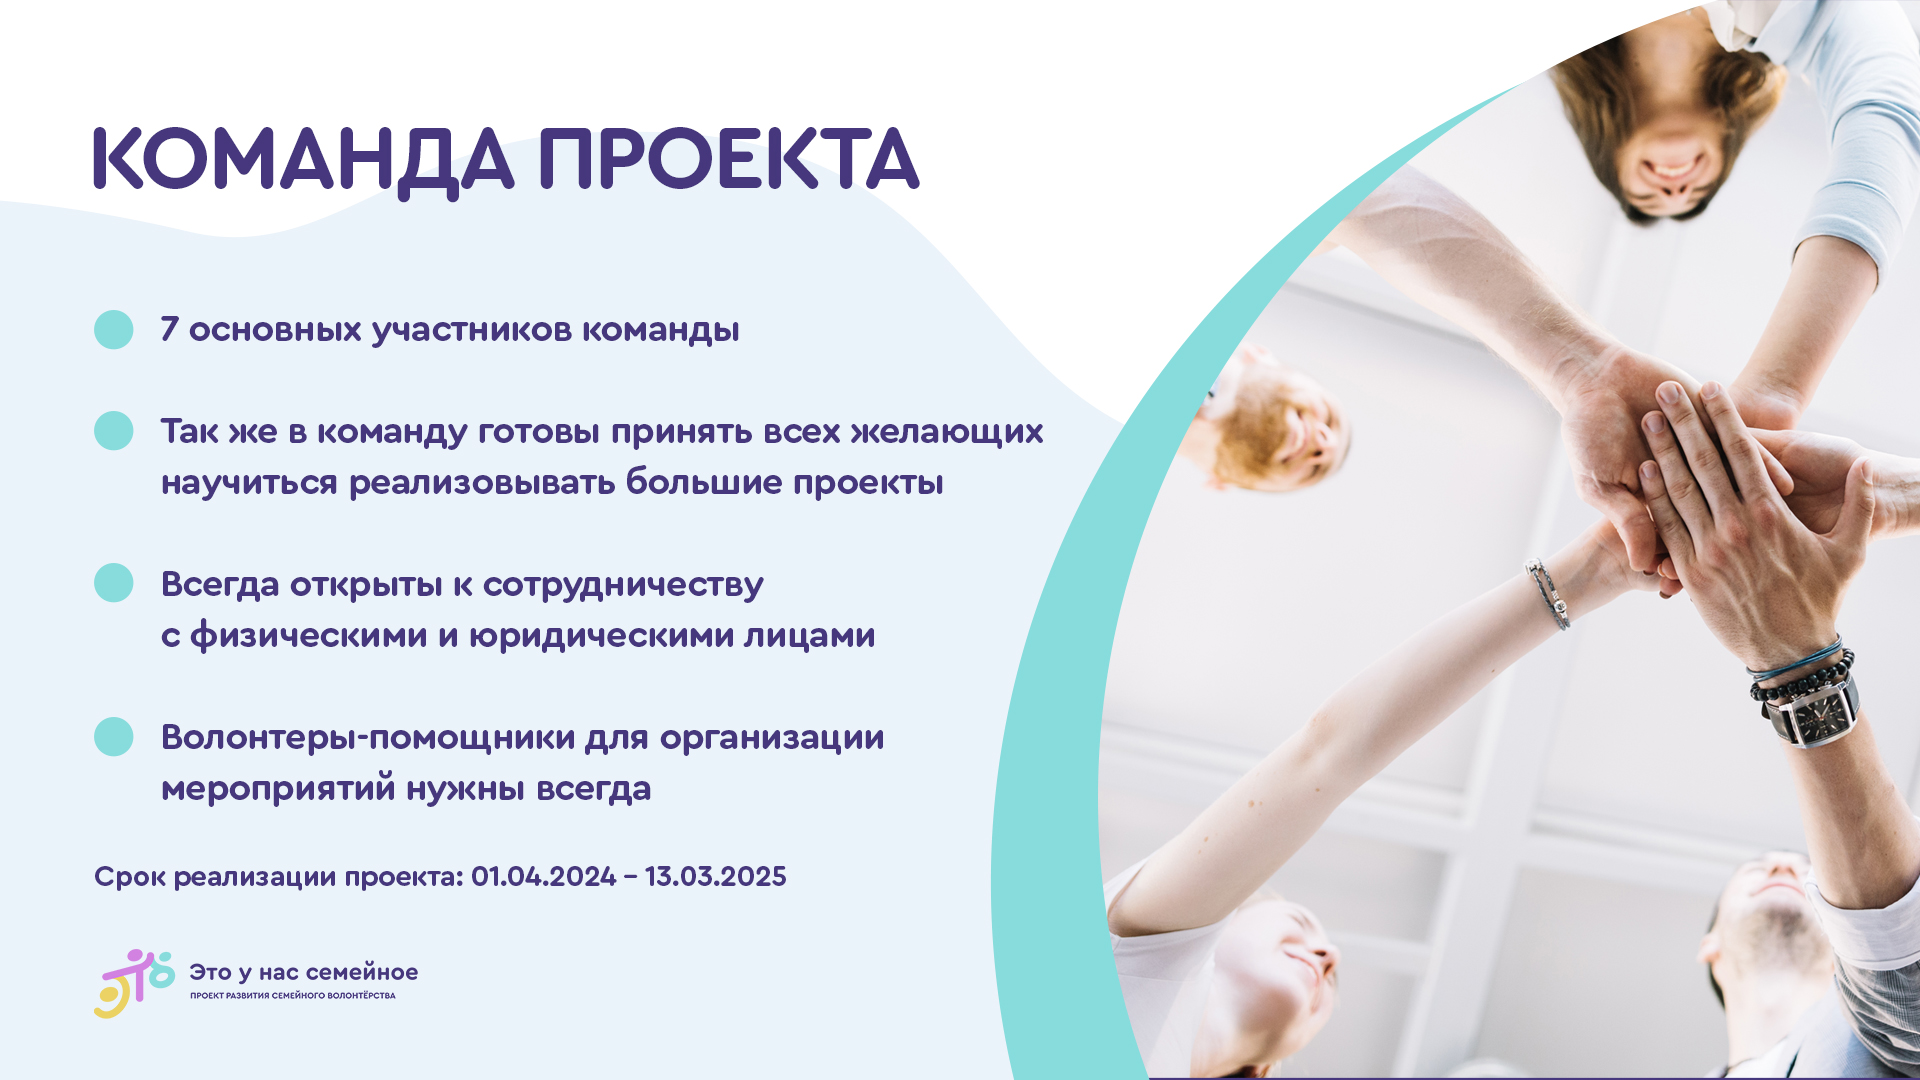 КОМАНДА ПРОЕКТА
7 основных участников команды
Так же в команду готовы принять всех желающих
научиться реализовывать большие проекты
Всегда открыты к сотрудничеству
с физическими и юридическими лицами
Волонтеры-помощники для организации
мероприятий нужны всегда
Срок реализации проекта: 01.04.2024 – 13.03.2025
это
Это у нас семейное
ПРОЕКТ РАЗВИТИЯ СЕМЕЙНОГО ВОЛОНТЁРСТВА